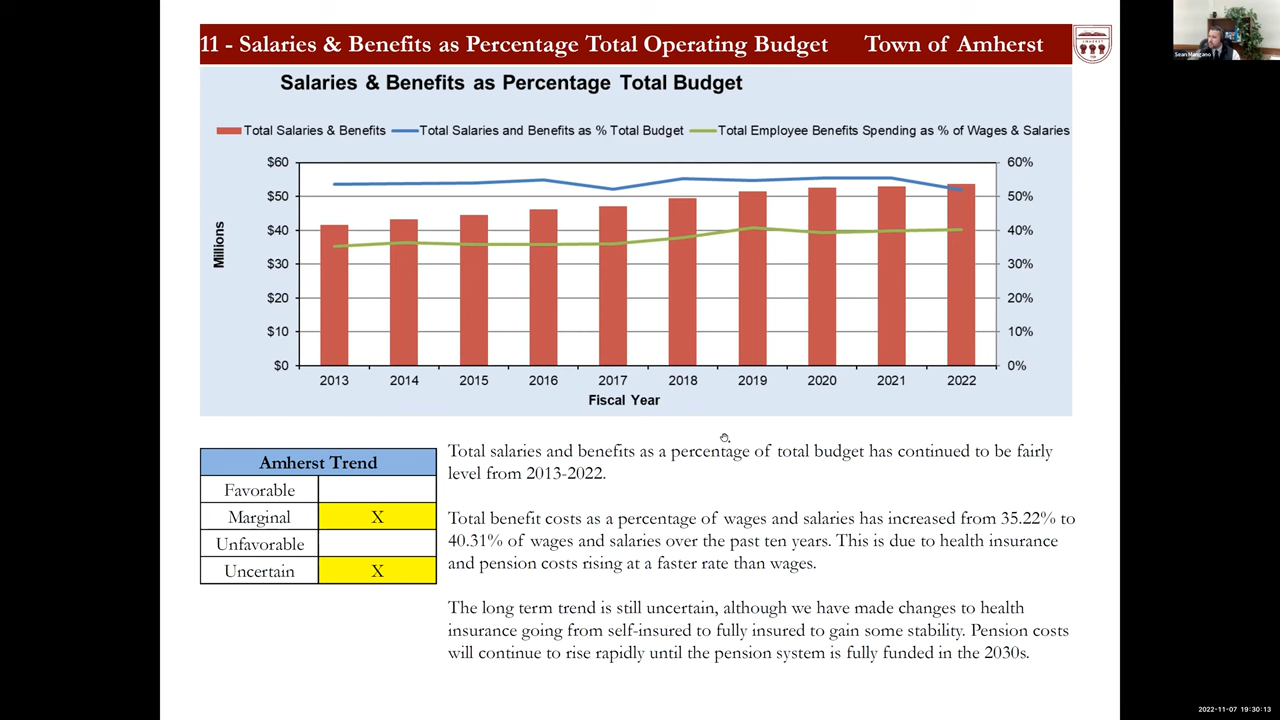 11 - Salaries & Benefits as Percentage Total Operating Budget Town of Amherst
Salaries & Benefits as Percentage Total Budget
Total Salaries & Benefits Total Salaries and Benefits as % Total Budget Total Employee Benefits Spending as % of Wages & Salaries
$60 60%
$50 50%
$40 40%
$30 30%
$20 20%
$10 10%
$0 0%
Millions
2013 2014 2015 2016 2017 2018 2019 2020 2021 2022
Fiscal Year
Amherst Trend
Favorable
Marginal X
Unfavorable
Uncertain X
Total salaries and benefits as a percentage of total budget has continued to be fairly
level from 2013-2022.
Total benefit costs as a percentage of wages and salaries has increased from 35.22% to
40.31% of wages and salaries over the past ten years. This is due to health insurance
and pension costs rising at a faster rate than wages.
The long term trend is still uncertain, although we have made changes to health
insurance going from self-insured to fully insured to gain some stability. Pension costs
will continue to rise rapidly until the pension system is fully funded in the 2030s.
Sean Mangano
2022-11-07 19:30:13